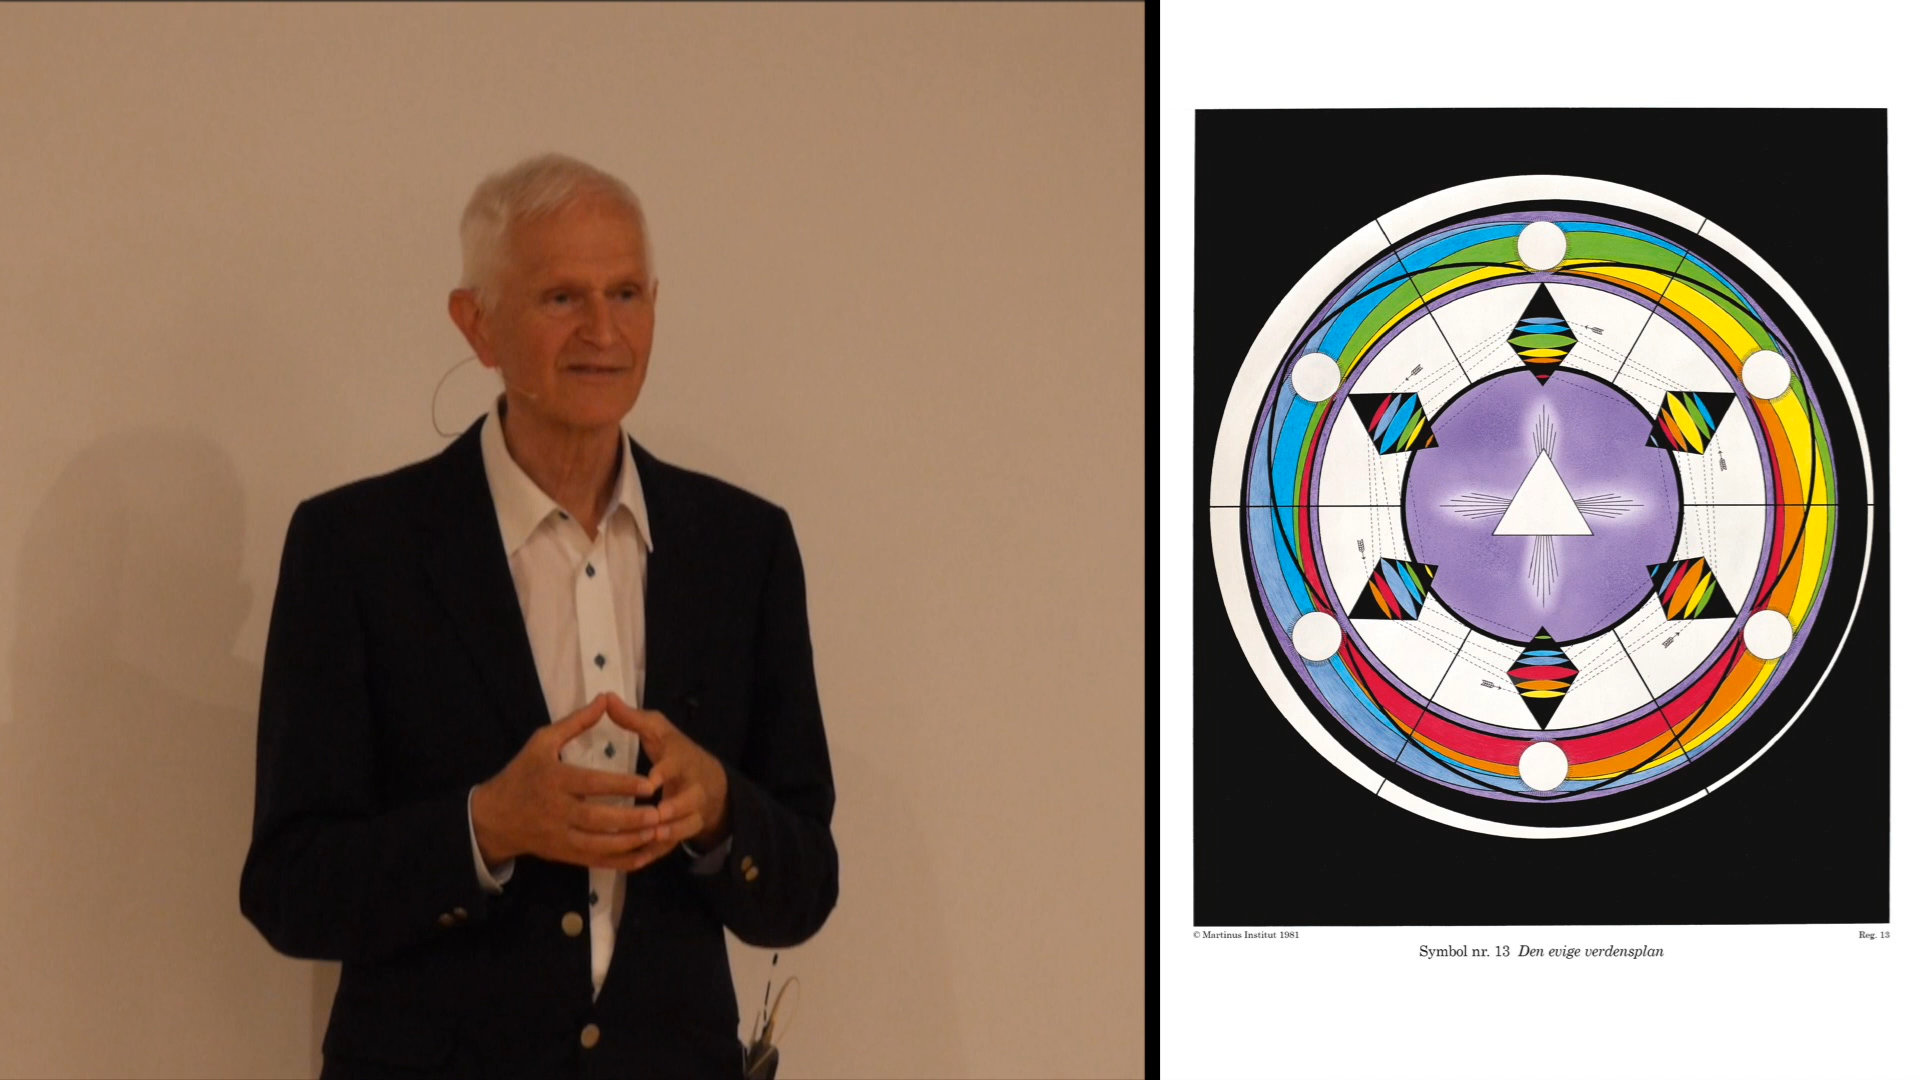 © Martinus Institut 1981
Reg. 13
Symbol nr. 13 Den evige verdensplan